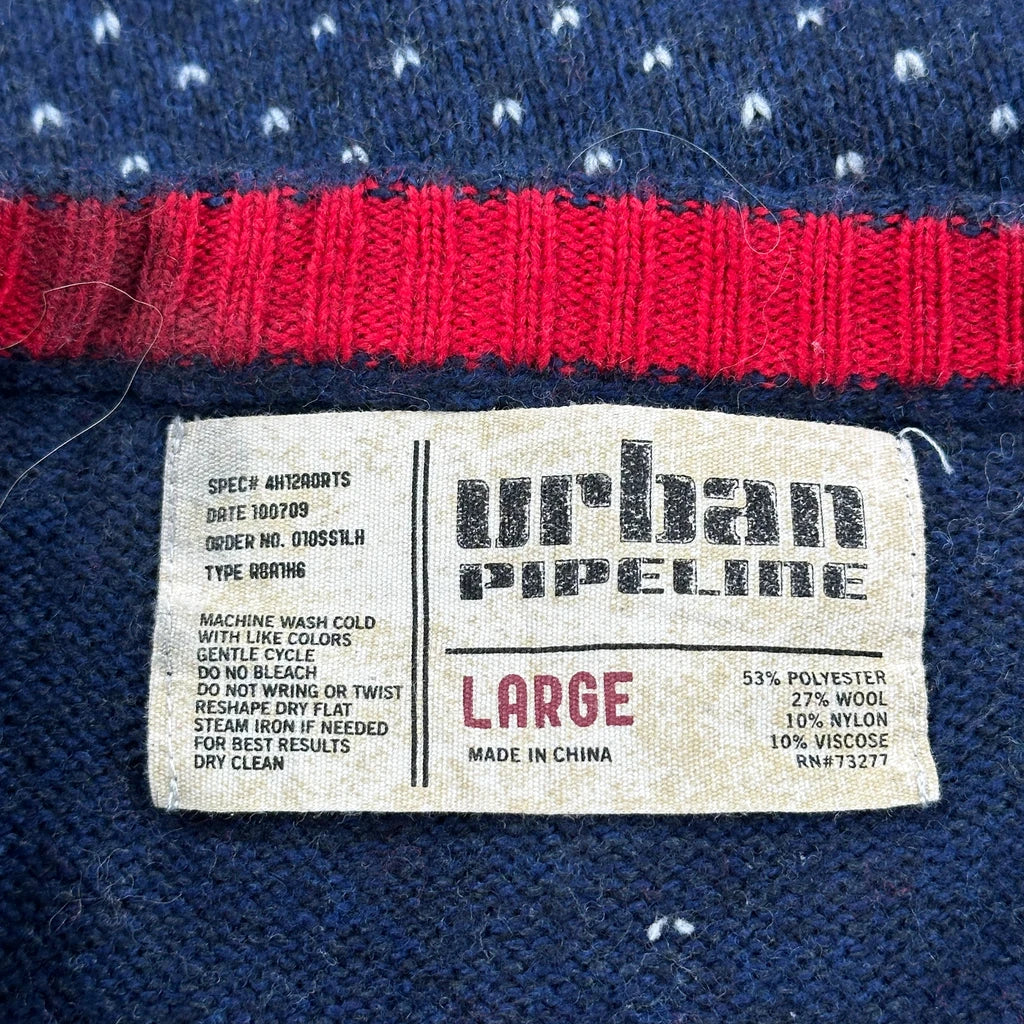 SPEC# 4H12AORTS
DATE 100709
ORDER NO. 010SS1LH
TYPE R8A1H6
MACHINE WASH COLD
WITH LIKE COLORS
GENTLE CYCLE
DO NO BLEACH
DO NOT WRING OR TWIST
RESHAPE DRY FLAT
STEAM IRON IF NEEDED
FOR BEST RESULTS
DRY CLEAN
urban
PIPELINE
LARGE
MADE IN CHINA
53% POLYESTER
27% WOOL
10% NYLON
10% VISCOSE
RN#73277